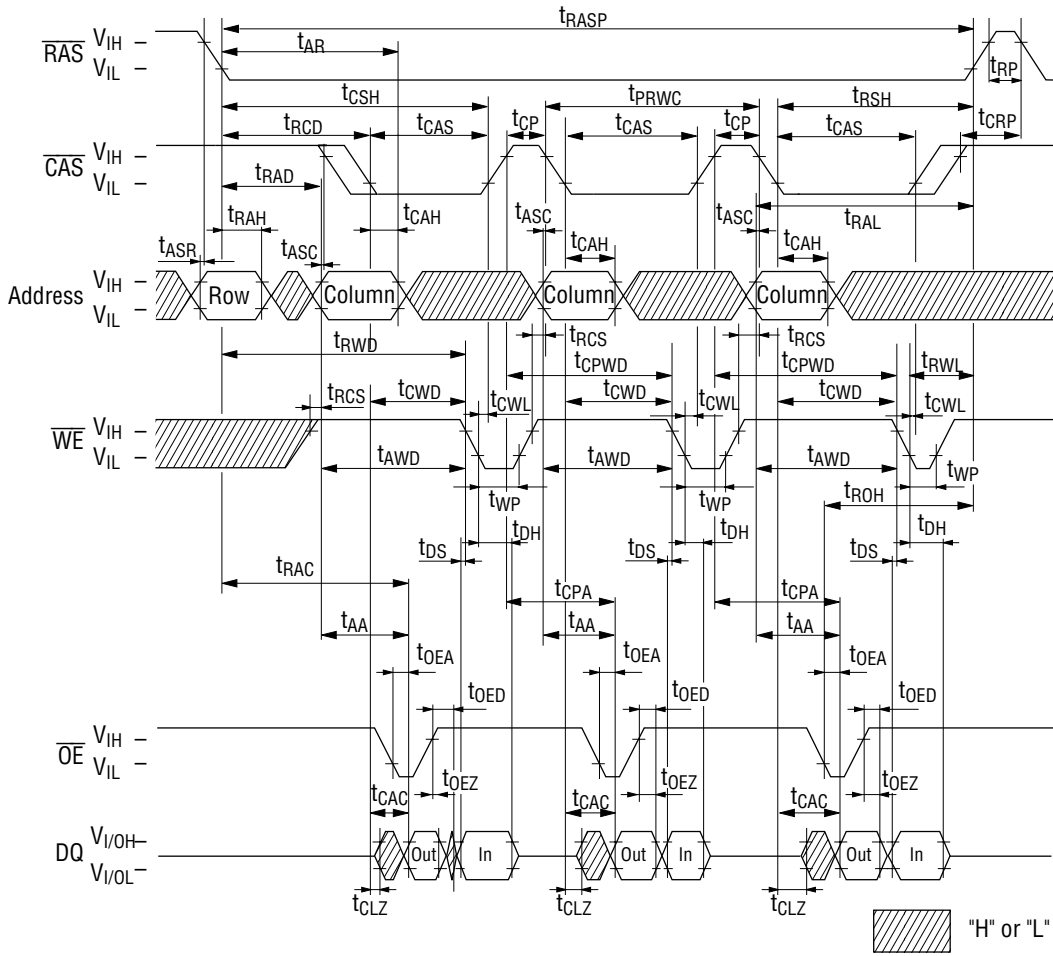 tRASP
tAR
RAS VIH
VIL
tRP
tCSH
tPRWC
tRSH
tRCD tCAS tCP tCAS tCP tCAS tCRP
CAS VIH
VIL
tRAD
tRAH tCAH tASC tASC tRAL
tASR tASC tCAH tCAH
Address VIH
VIL
Row Column Column Column
tRCS tRCS
tRWD tCPWD tCPWD tRWL
tRCS tCWD tCWL tCWD tCWL tCWD tCWL
WE VIH
VIL
tAWD tAWD tAWD
tWP tWP tWP
tROH
tDH tDH tDH
tDS tDS tDS
tRAC
tCPA tCPA
tAA tAA tAA
tOEA tOEA tOEA
tOED tOED tOED
OE VIH
VIL
tOEZ tOEZ tOEZ
tCAC tCAC tCAC
DQ VI/OH
VI/OL
Out In Out In Out In
tCLZ tCLZ tCLZ
"H" or "L"